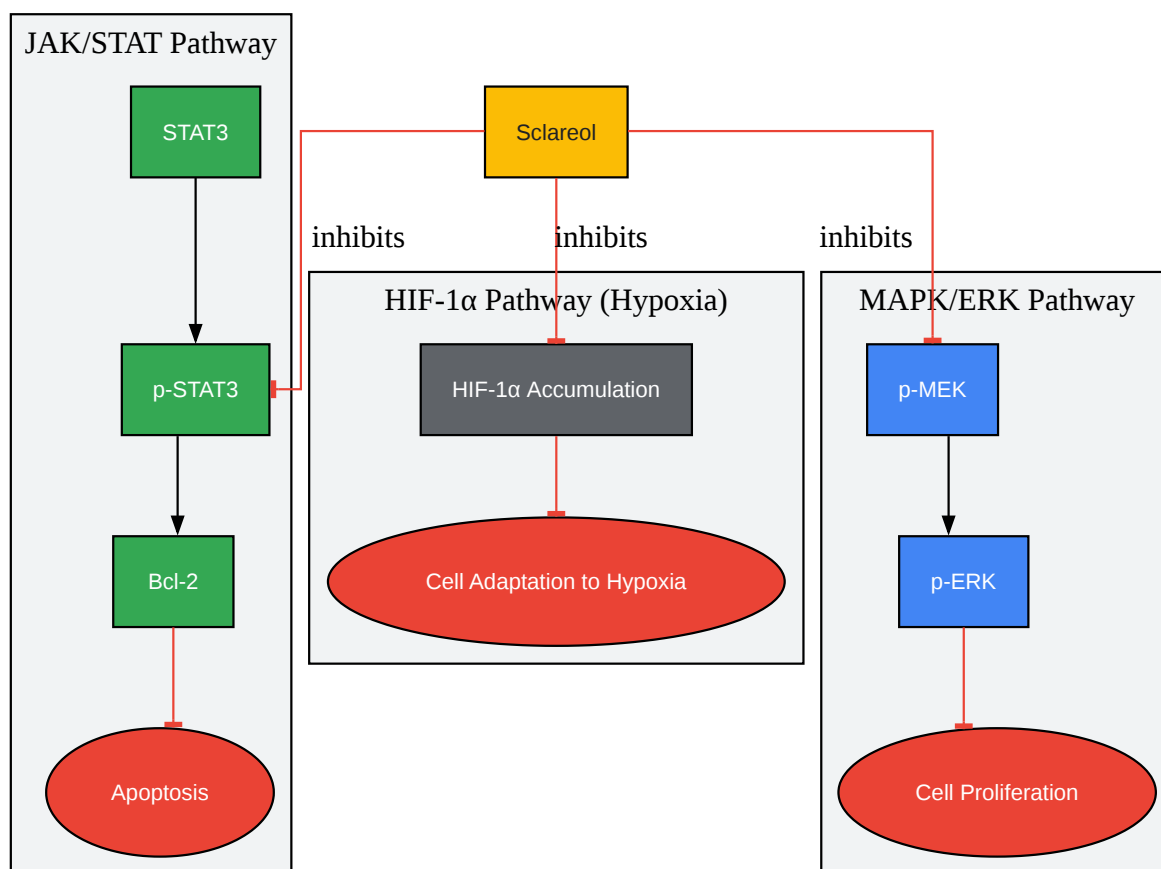 JAK/STAT Pathway
STAT3
Sclareol
inhibits
inhibits
inhibits
HIF-1α Pathway (Hypoxia)
MAPK/ERK Pathway
p-STAT3
HIF-1α Accumulation
p-MEK
Bcl-2
Cell Adaptation to Hypoxia
p-ERK
Apoptosis
Cell Proliferation